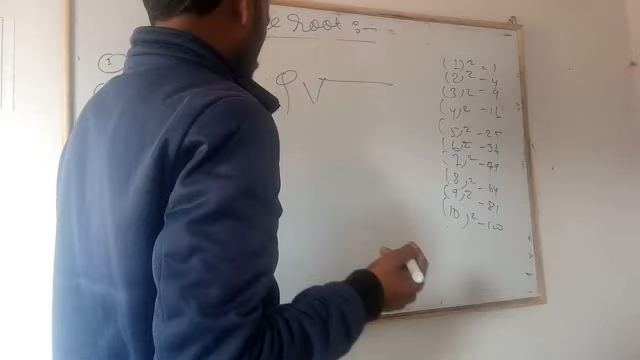 Root :-
√
(1)² = 1
(2)² - 4
(3)² - 9
(4)² - 16
(5)² - 25
(6)² - 36
(7)² - 49
(8)² - 64
(9)² - 81
(10)² - 100